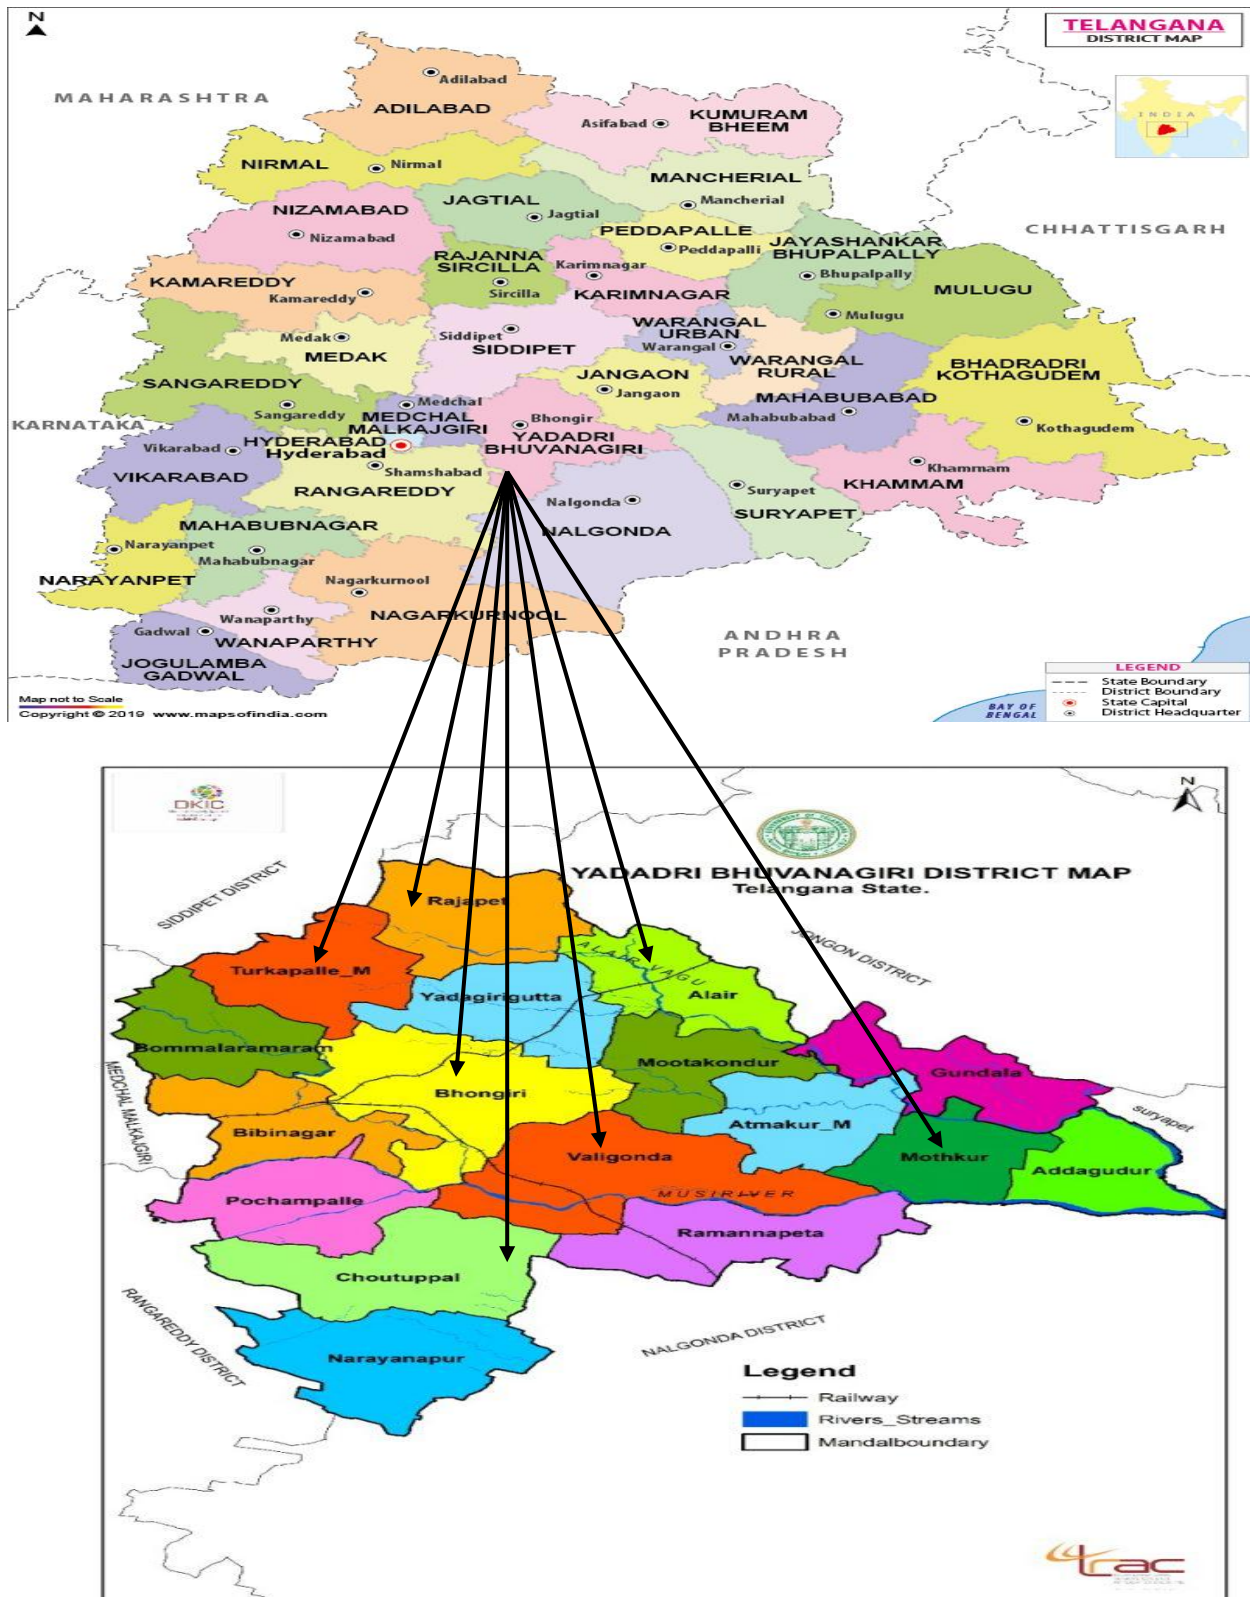 N
TELANGANA
DISTRICT MAP
INDIA
MAHARASHTRA
Adilabad
ADILABAD
Asifabad
KUMURAM
BHEEM
NIRMAL
Nirmal
MANCHERIAL
Mancherial
JAGTIAL
Jagtial
NIZAMABAD
Nizamabad
PEDDAPALLE
Peddapalli
CHHATTISGARH
JAYASHANKAR
BHUPALPALLY
Bhupalpally
RAJANNA
SIRCILLA
Sircilla
Karimnagar
KARIMNAGAR
KAMAREDDY
Kamareddy
MULUGU
Mulugu
Medak
MEDAK
Siddipet
SIDDIPET
WARANGAL
URBAN
Warangal
WARANGAL
RURAL
BHADRADRI
KOTHAGUDEM
Kothagudem
SANGAREDDY
Sangareddy
JANGAON
Jangaon
MAHABUBABAD
Mahabubabad
KARNATAKA
Medchal
MEDCHAL
MALKAJGIRI
Bhongir
YADADRI
BHUVANAGIRI
HYDERABAD
Hyderabad
Vikarabad
VIKARABAD
Shamshabad
RANGAREDDY
Khammam
KHAMMAM
Nalgonda
NALGONDA
Suryapet
SURYAPET
MAHABUBNAGAR
Mahabubnagar
Narayanpet
NARAYANPET
Nagarkurnool
NAGARKURNOOL
Wanaparthy
WANAPARTHY
Gadwal
JOGULAMBA
GADWAL
ANDHRA
PRADESH
BAY OF
BENGAL
LEGEND
State Boundary
District Boundary
State Capital
District Headquarter
Map not to Scale
Copyright © 2019 www.mapsofindia.com
DKIC
N
YADADRI BHUVANAGIRI DISTRICT MAP
Telangana State.
SIDDIPET DISTRICT
Rajapet
JONGON DISTRICT
ALAIR VAGU
Turkapalle_M
Yadagirigutta
Alair
Bommalaramaram
Mootakondur
Gundala
MEDCHAL MALKAJGIRI
Bhongiri
suryapet
Bibinagar
Atmakur_M
Valigonda
Mothkur
Addagudur
Pochampalle
MUSIRIVER
Ramannapeta
Choutuppal
RANGAREDDY DISTRICT
NALGONDA DISTRICT
Narayanapur
Legend
Railway
Rivers_Streams
Mandalboundary
trac